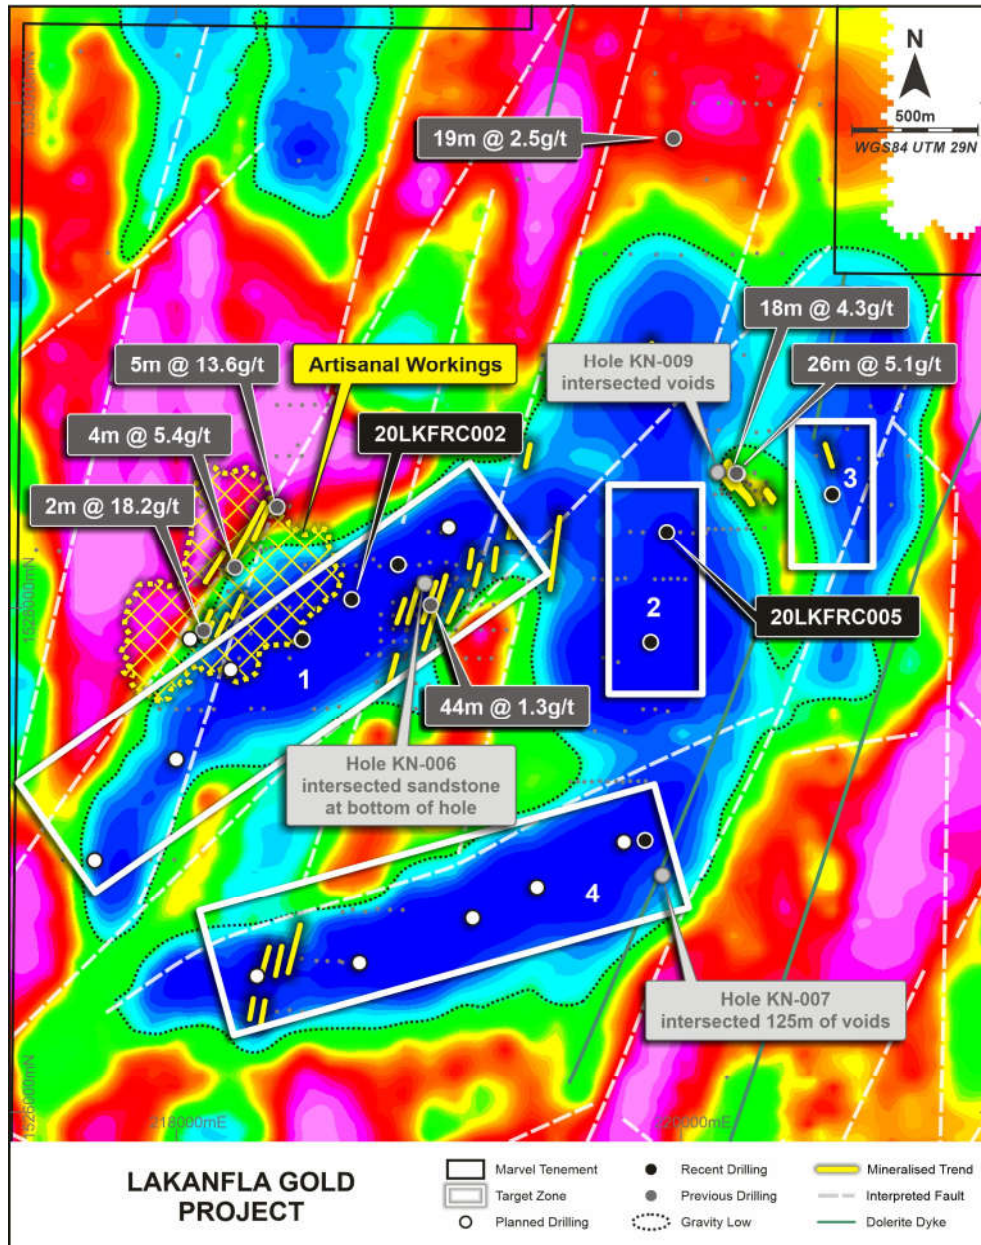 N
500m
WGS84 UTM 29N
19m @ 2.5g/t
18m @ 4.3g/t
Hole KN-009
intersected voids
26m @ 5.1g/t
5m @ 13.6g/t
Artisanal Workings
4m @ 5.4g/t
20LKFRC002
2m @ 18.2g/t
3
2
20LKFRC005
1
44m @ 1.3g/t
Hole KN-006
intersected sandstone
at bottom of hole
4
Hole KN-007
intersected 125m of voids
218000mE
220000mE
LAKANFLA GOLD
PROJECT
Marvel Tenement
Target Zone
Planned Drilling
Recent Drilling
Previous Drilling
Gravity Low
Mineralised Trend
Interpreted Fault
Dolerite Dyke